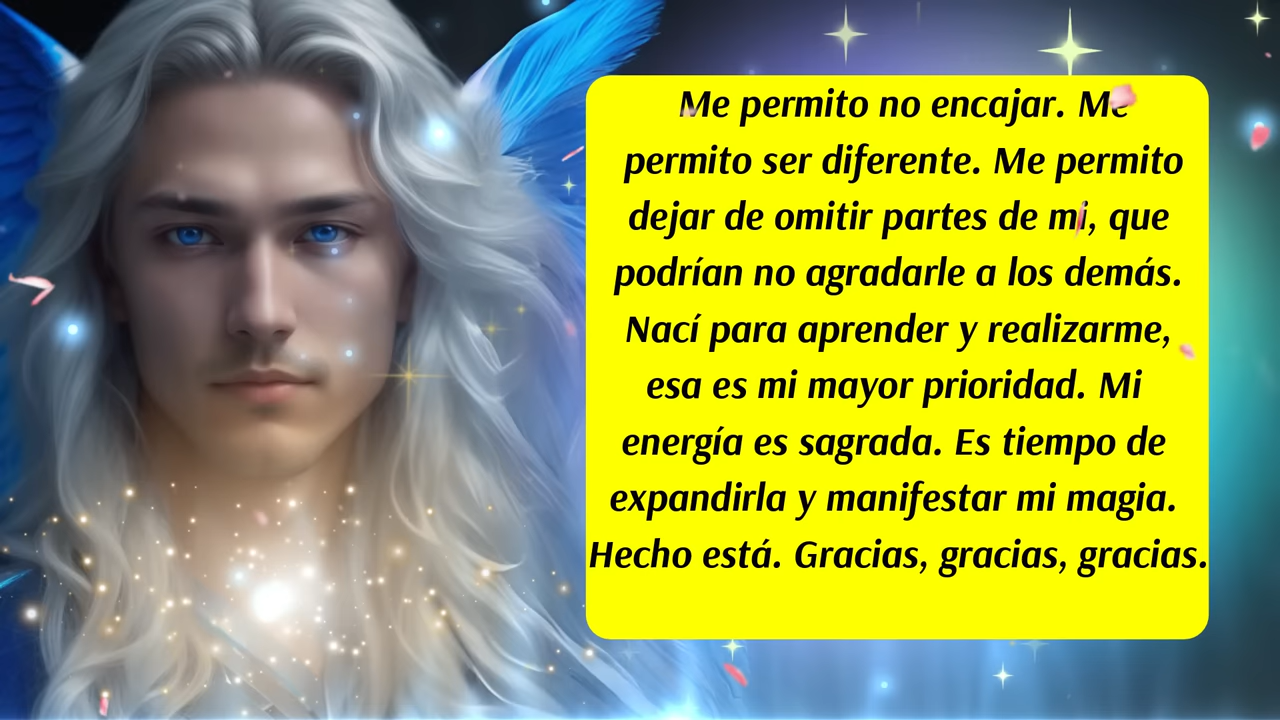 Me permito no encajar. Me
permito ser diferente. Me permito
dejar de omitir partes de mí, que
podrían no agradarle a los demás.
Nací para aprender y realizarme,
esa es mi mayor prioridad. Mi
energía es sagrada. Es tiempo de
expandirla y manifestar mi magia.
Hecho está. Gracias, gracias, gracias.